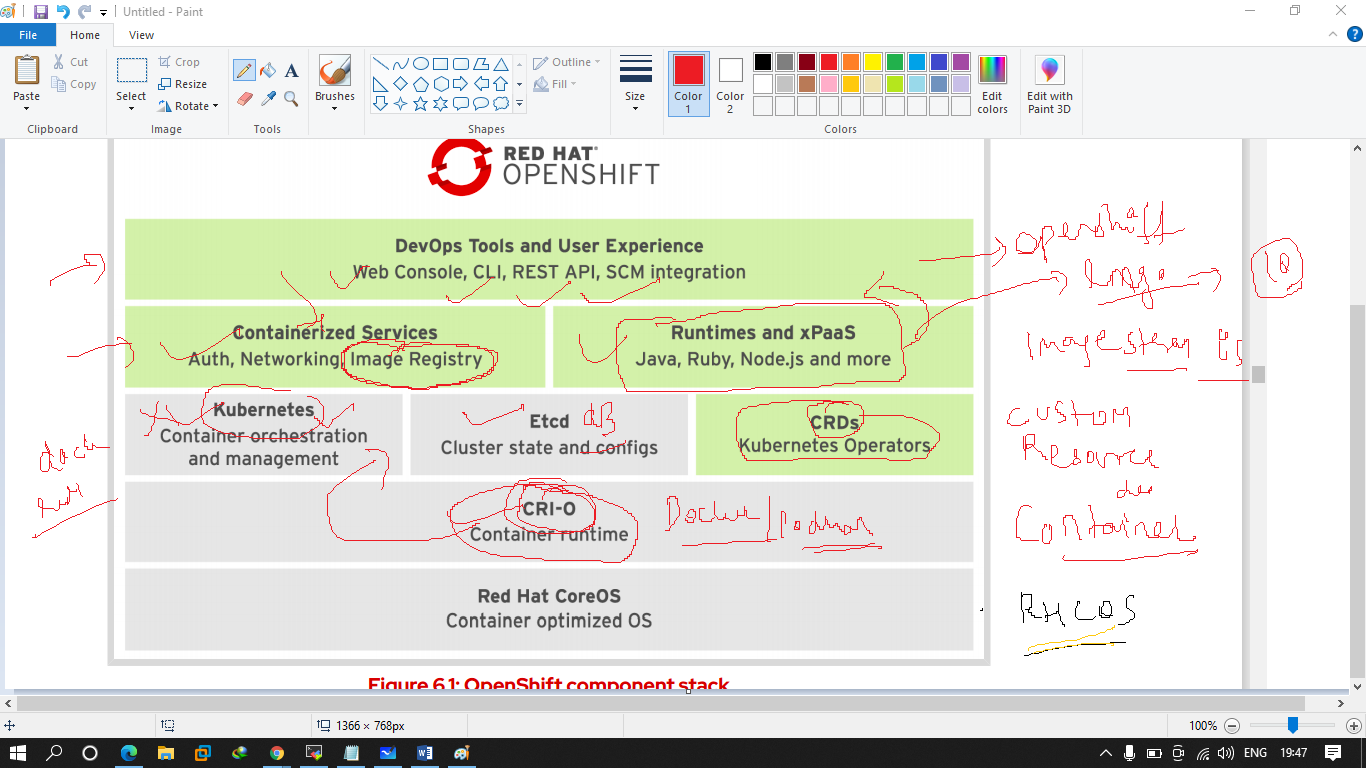 Untitled - Paint
File Home View
Paste Cut Copy Clipboard
Select Crop Resize Rotate Image
Tools
Brushes
Outline Fill Shapes
Size
Color 1 Color 2 Edit colors Colors
Edit with Paint 3D
RED HAT®
OPENSHIFT
DevOps Tools and User Experience
Web Console, CLI, REST API, SCM integration
Openshift
Image
Containerized Services
Auth, Networking, Image Registry
Runtimes and xPaaS
Java, Ruby, Node.js and more
Kubernetes
Container orchestration
and management
Etcd dB
Cluster state and configs
CRDs
Kubernetes Operators
CUSTOM
Resource
Container
CRI-O
Container runtime
Docker/podman
Red Hat CoreOS
Container optimized OS
RHCOS
Figure 6.1: OpenShift component stack
1366 × 768px
100%
ENG 19:47